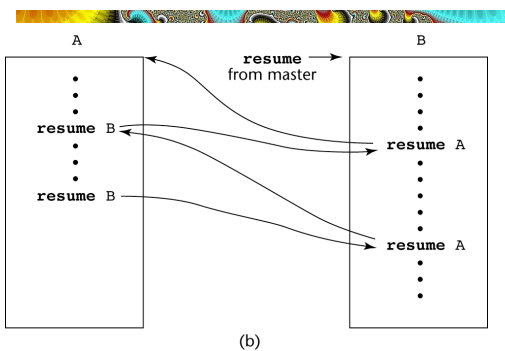 A
B
resume
from master
resume B
resume A
resume B
resume A
(b)